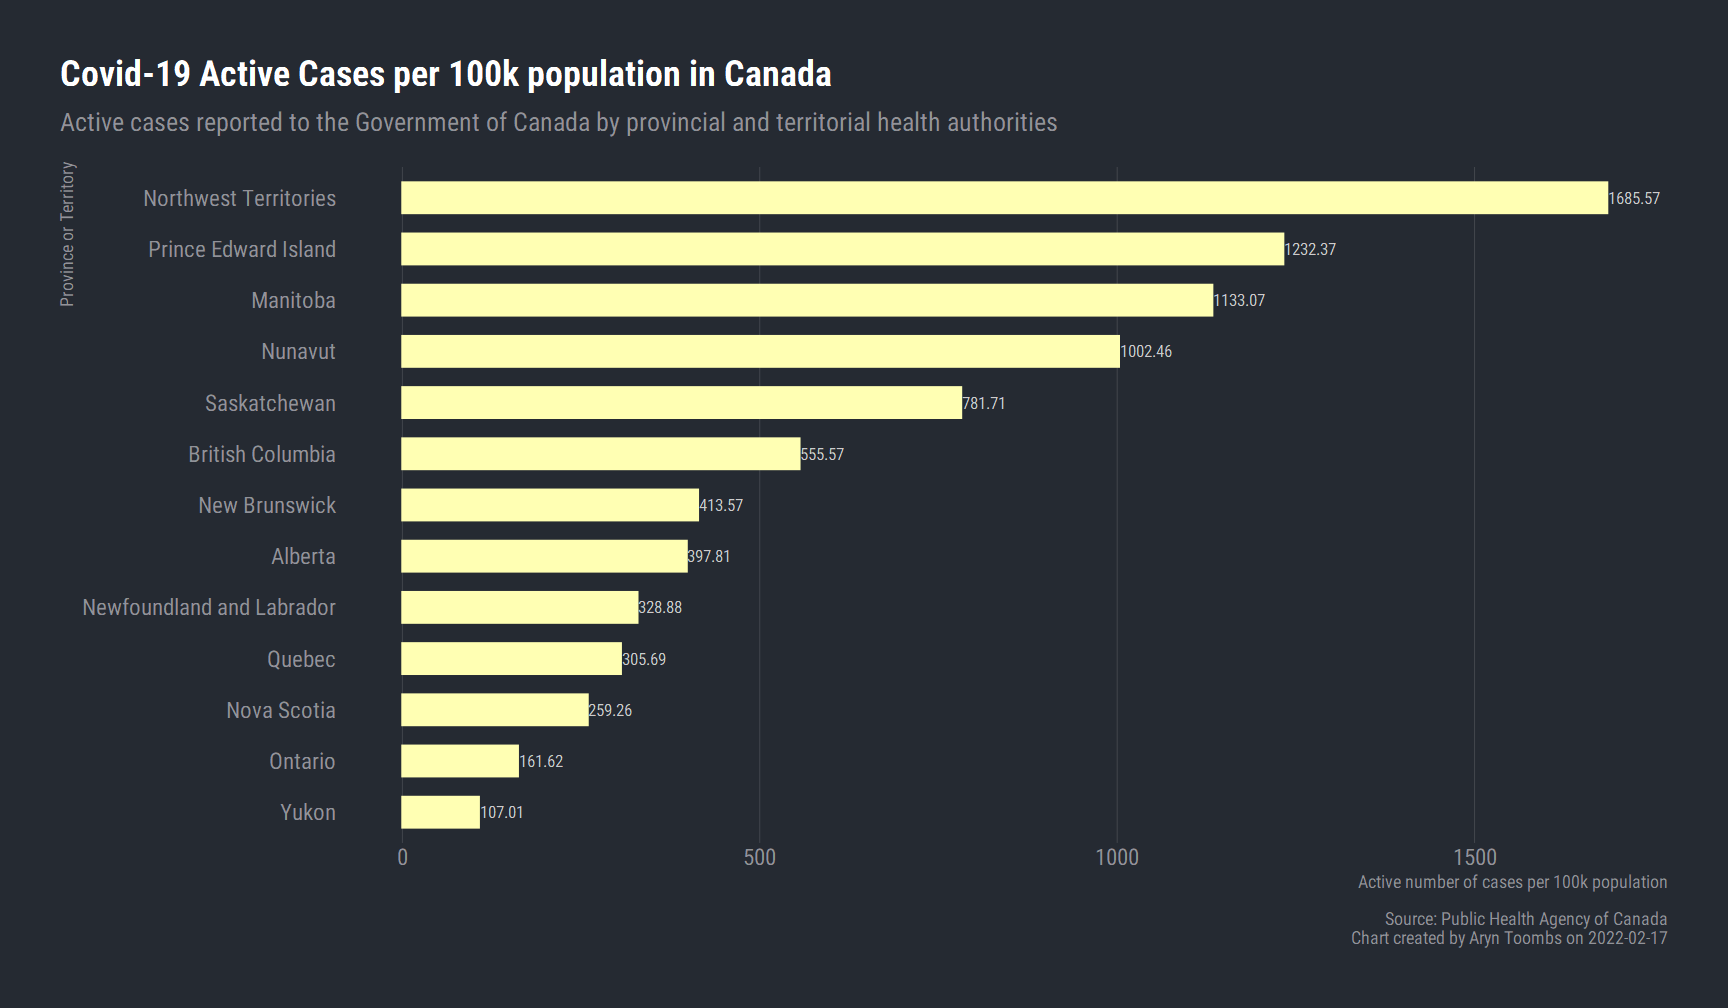 Covid-19 Active Cases per 100k population in Canada
Active cases reported to the Government of Canada by provincial and territorial health authorities
Province or Territory
Northwest Territories 1685.57
Prince Edward Island 1232.37
Manitoba 1133.07
Nunavut 1002.46
Saskatchewan 781.71
British Columbia 555.57
New Brunswick 413.57
Alberta 397.81
Newfoundland and Labrador 328.88
Quebec 305.69
Nova Scotia 259.26
Ontario 161.62
Yukon 107.01
0 500 1000 1500
Active number of cases per 100k population
Source: Public Health Agency of Canada
Chart created by Aryn Toombs on 2022-02-17